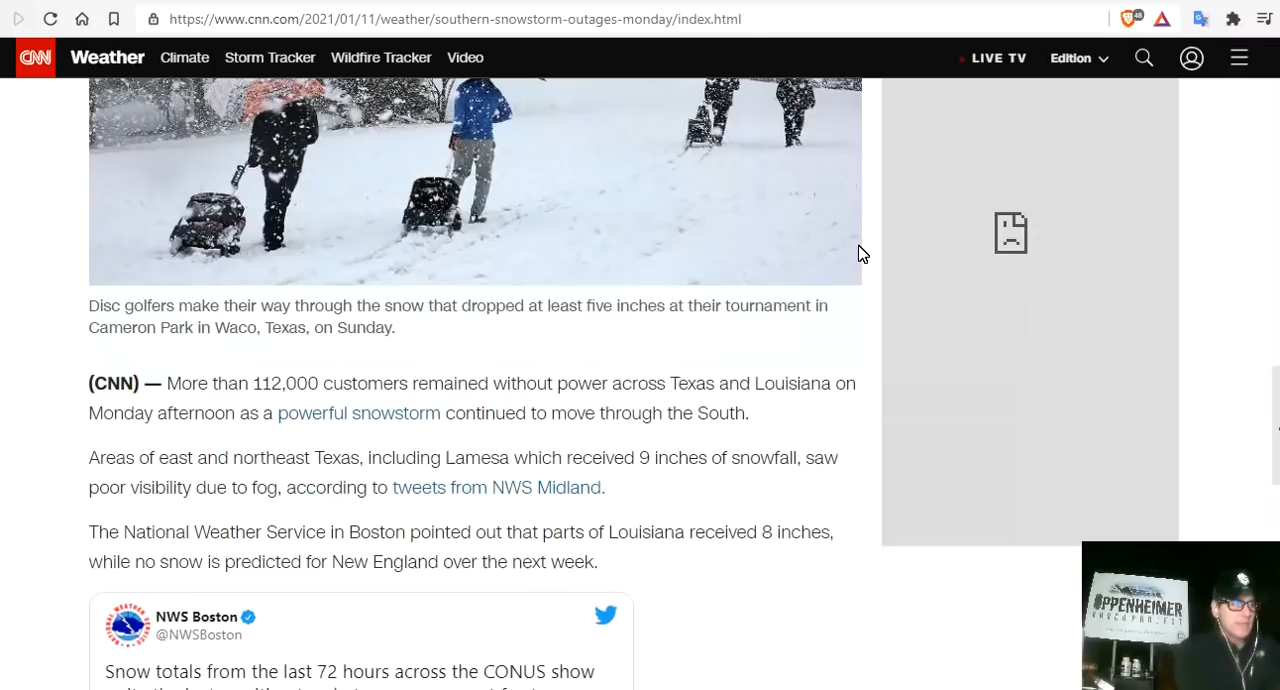 https://www.cnn.com/2021/01/11/weather/southern-snowstorm-outages-monday/index.html
48
CNN Weather Climate Storm Tracker Wildfire Tracker Video LIVE TV Edition
Disc golfers make their way through the snow that dropped at least five inches at their tournament in
Cameron Park in Waco, Texas, on Sunday.
(CNN) — More than 112,000 customers remained without power across Texas and Louisiana on
Monday afternoon as a powerful snowstorm continued to move through the South.
Areas of east and northeast Texas, including Lamesa which received 9 inches of snowfall, saw
poor visibility due to fog, according to tweets from NWS Midland.
The National Weather Service in Boston pointed out that parts of Louisiana received 8 inches,
while no snow is predicted for New England over the next week.
NWS Boston
@NWSBoston
Snow totals from the last 72 hours across the CONUS show
OPPENHEIMER